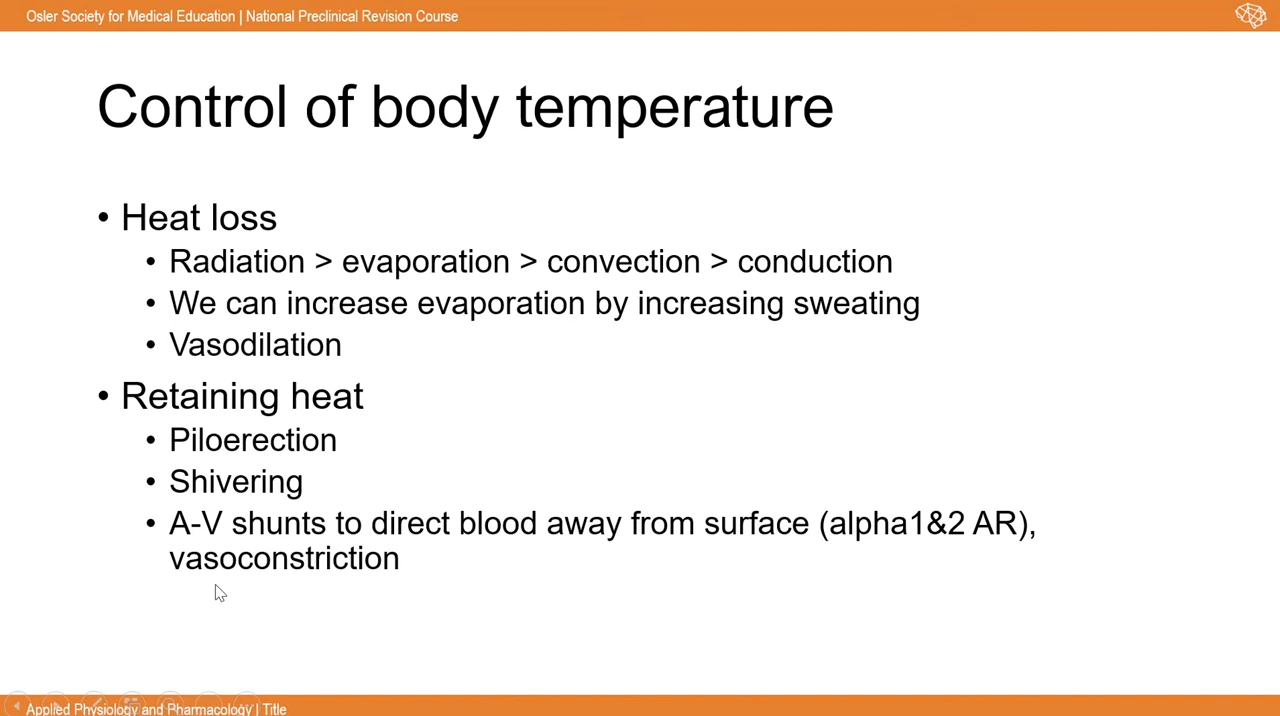 Osler Society for Medical Education | National Preclinical Revision Course
Control of body temperature
• Heat loss
• Radiation > evaporation > convection > conduction
• We can increase evaporation by increasing sweating
• Vasodilation
• Retaining heat
• Piloerection
• Shivering
• A-V shunts to direct blood away from surface (alpha1&2 AR),
vasoconstriction
Applied Physiology and Pharmacology | Title